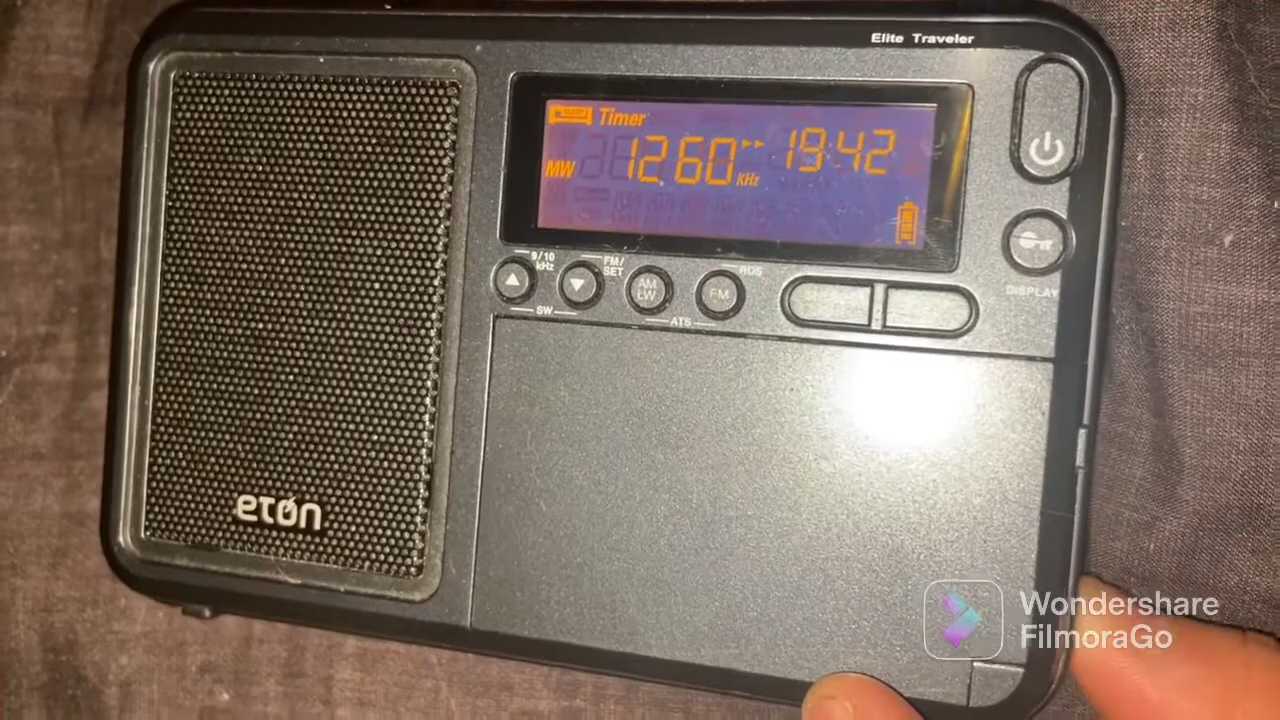 Elite Traveler
Timer
MW 1260 KHz 19:42
9/10 kHz
FM/SET
AM LW
FM
RDS
SW
ATS
DISPLAY
etón
Wondershare
FilmoraGo